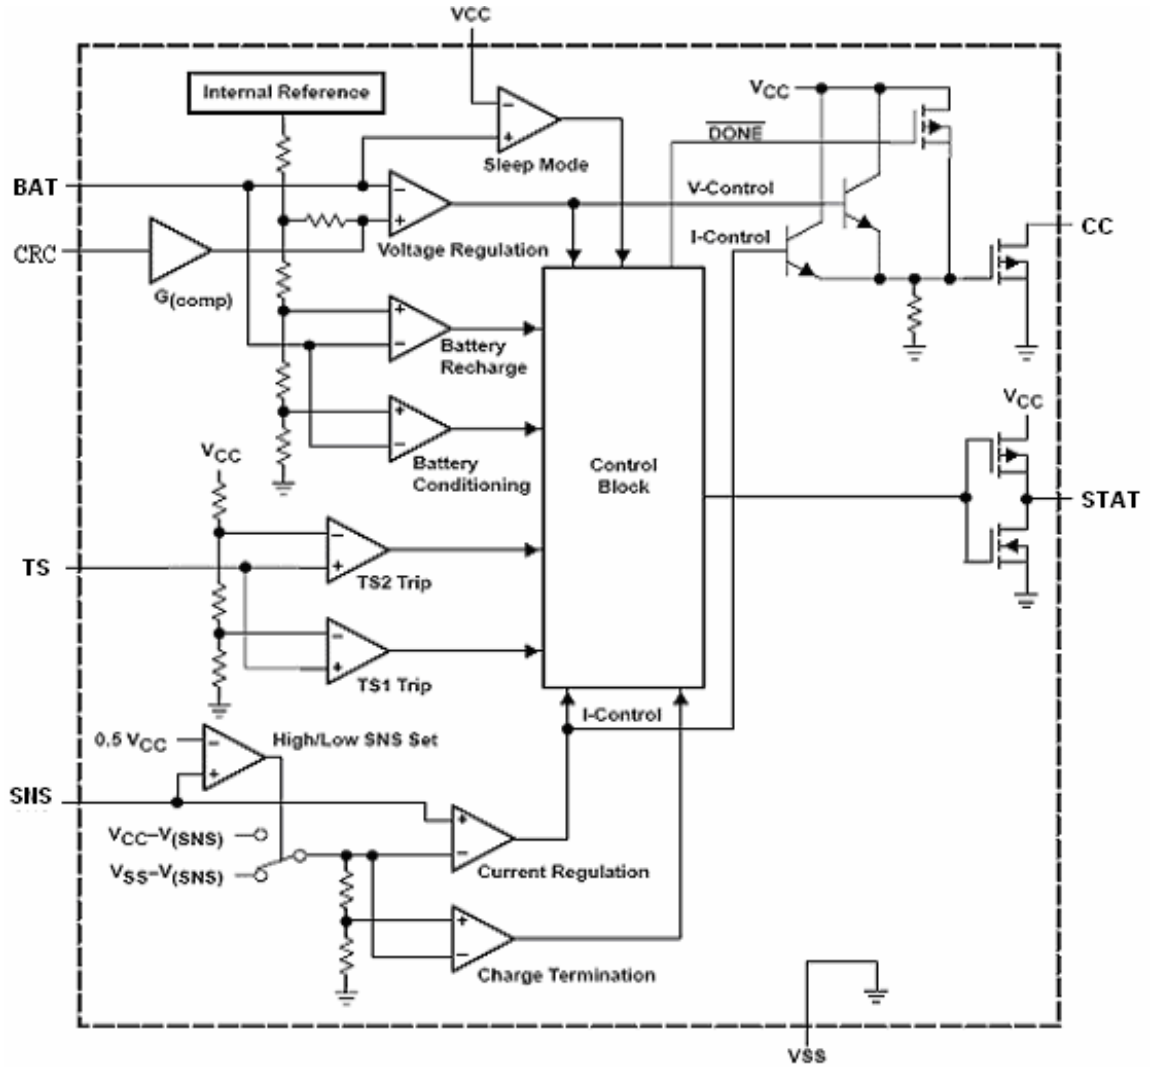 VCC
Internal Reference
VCC
−
+
DONE
Sleep Mode
BAT
−
V-Control
+
CC
CRC
Voltage Regulation
I-Control
G(comp)
+
−
Battery
Recharge
VCC
+
−
VCC
Battery
Conditioning
Control
Block
STAT
−
TS
+
TS2 Trip
−
+
TS1 Trip
I-Control
0.5 VCC
−
High/Low SNS Set
+
SNS
+
VCC–V(SNS)
−
VSS–V(SNS)
Current Regulation
+
−
Charge Termination
VSS